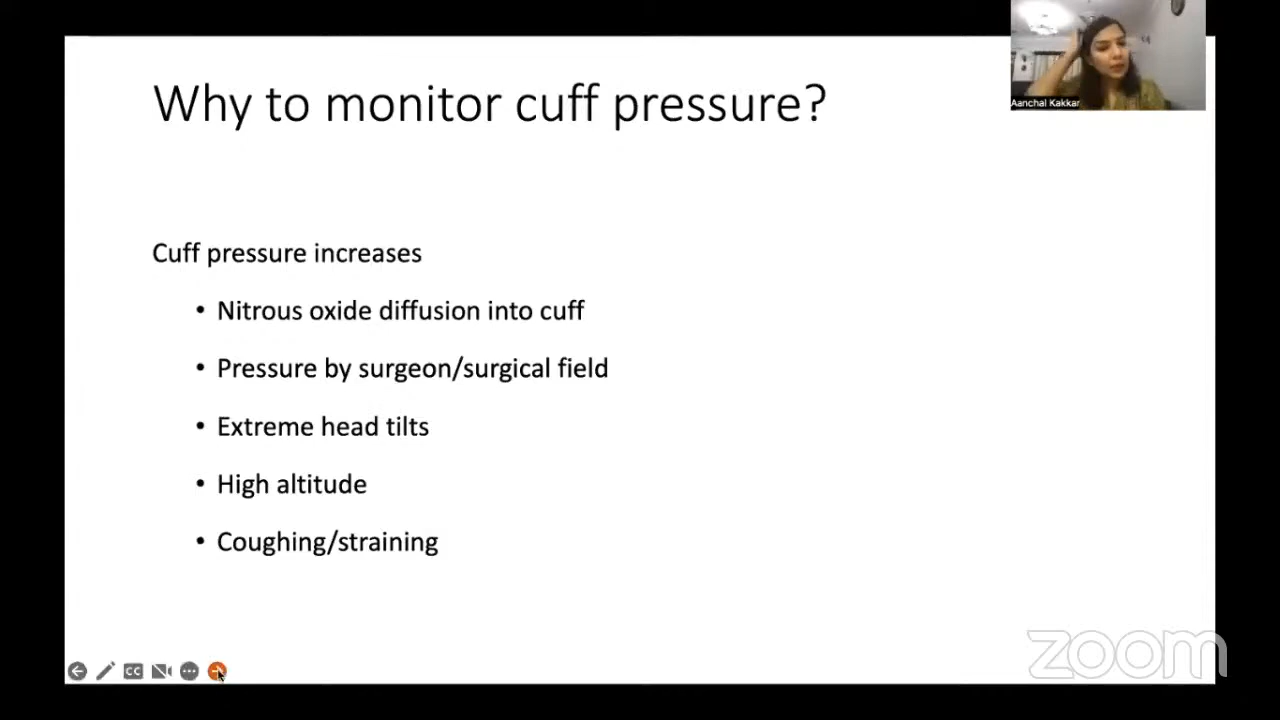 Aanchal Kakkar
Why to monitor cuff pressure?
Cuff pressure increases
• Nitrous oxide diffusion into cuff
• Pressure by surgeon/surgical field
• Extreme head tilts
• High altitude
• Coughing/straining
CC
zoom